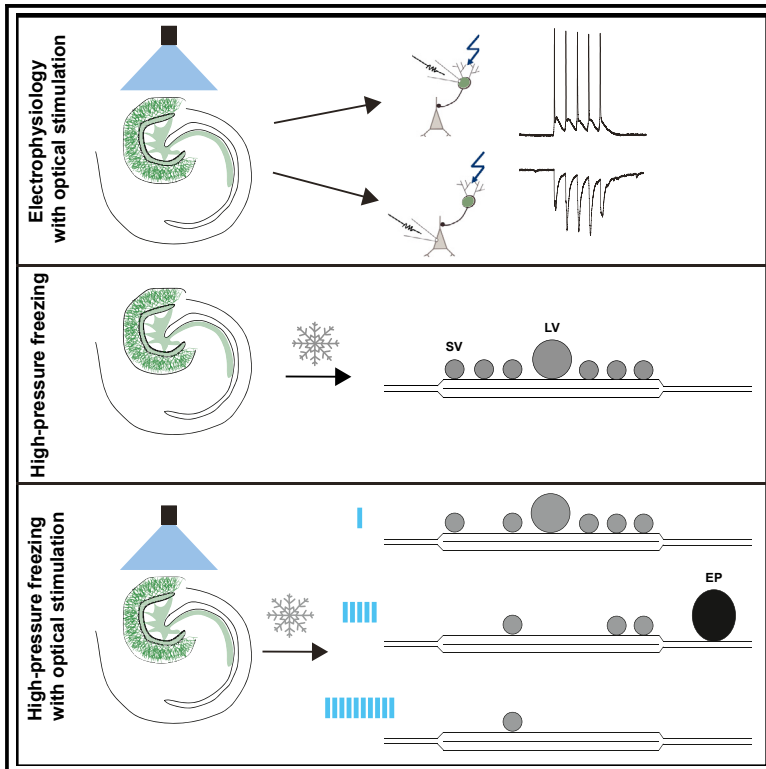 Electrophysiology
with optical stimulation
High-pressure freezing
SV
LV
High-pressure freezing
with optical stimulation
EP